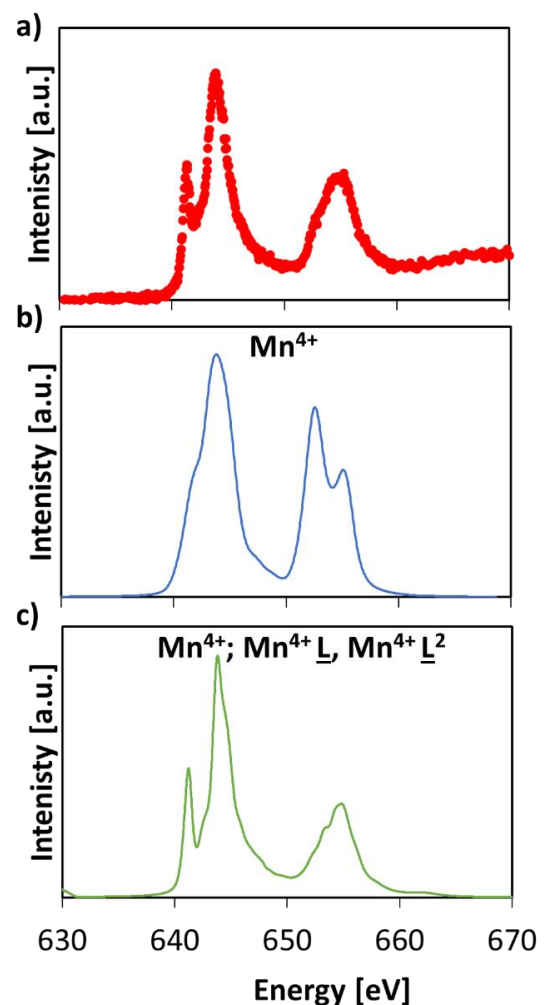 a)
Intenisty [a.u.]
b)
Mn⁴⁺
Intenisty [a.u.]
c)
Mn⁴⁺; Mn⁴⁺ L, Mn⁴⁺ L²
Intenisty [a.u.]
630 640 650 660 670
Energy [eV]